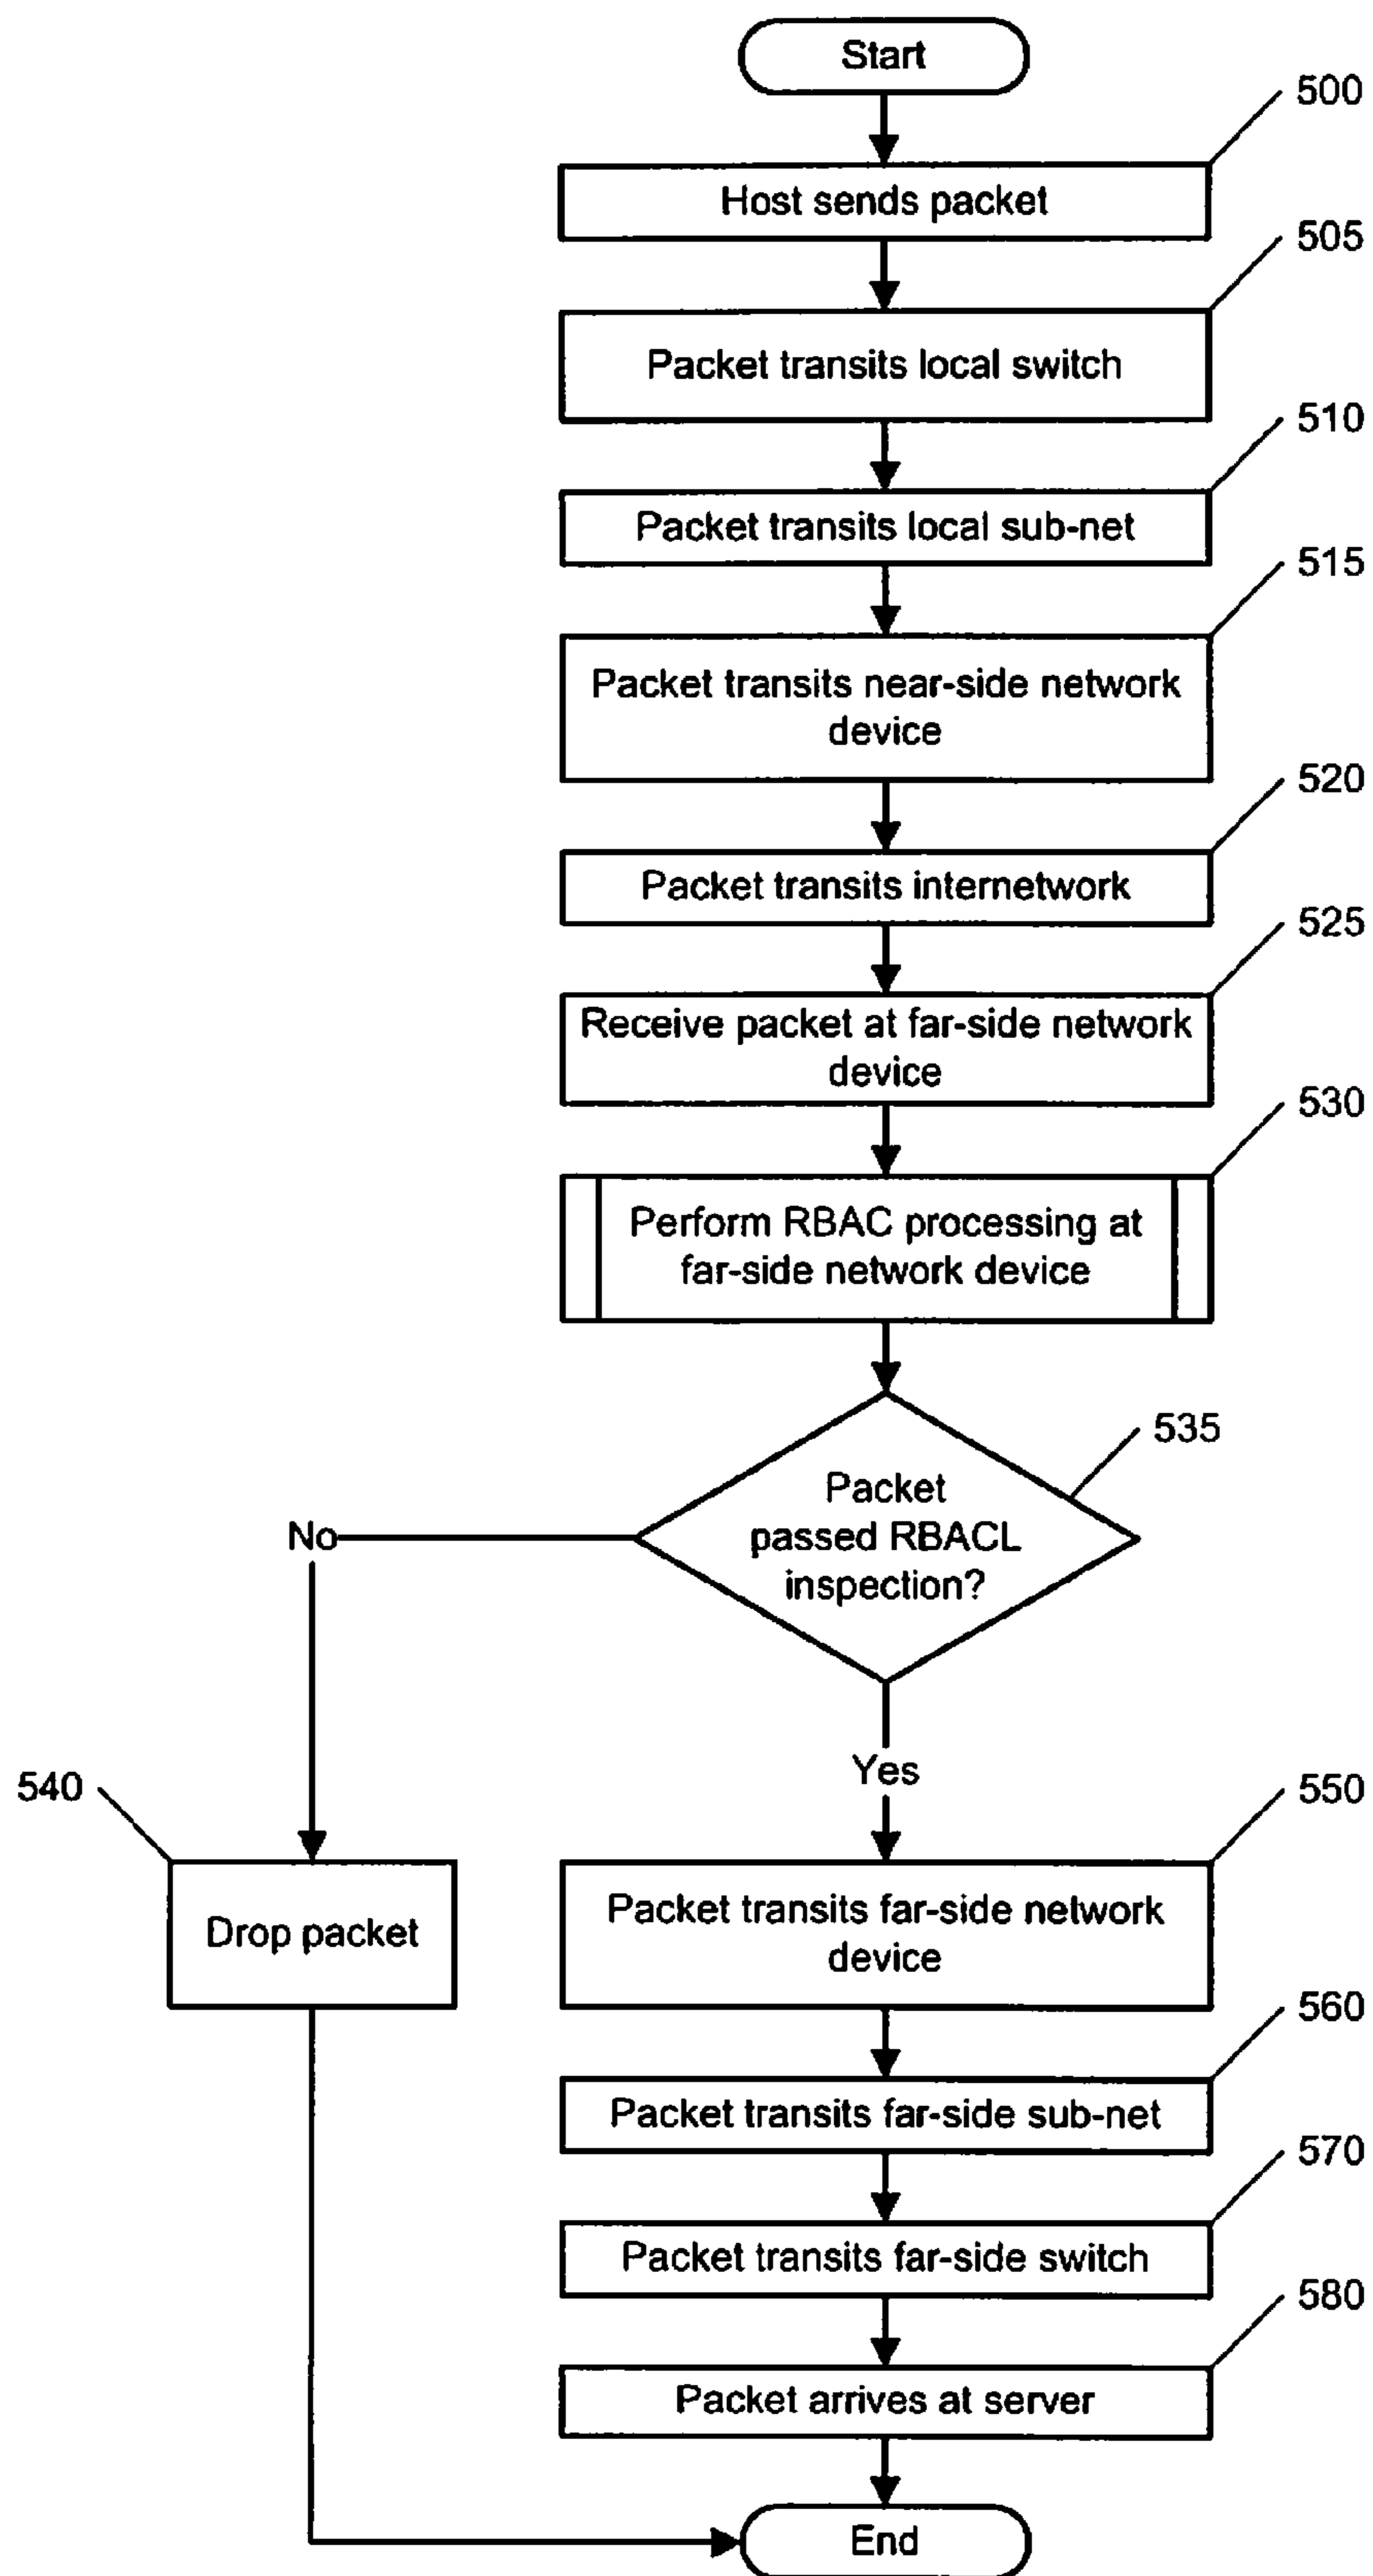 Start
500
Host sends packet
505
Packet transits local switch
510
Packet transits local sub-net
515
Packet transits near-side network
device
520
Packet transits internetwork
525
Receive packet at far-side network
device
530
Perform RBAC processing at
far-side network device
535
Packet
passed RBACL
inspection?
No
Yes
540
Drop packet
550
Packet transits far-side network
device
560
Packet transits far-side sub-net
570
Packet transits far-side switch
580
Packet arrives at server
End